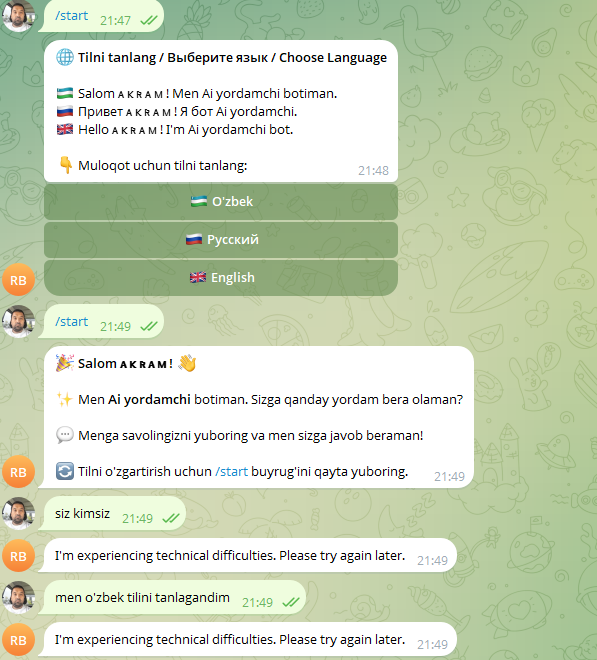 /start 21:47
🌐 Tilni tanlang / Выберите язык / Choose Language
🇺🇿 Salom ᴀ ᴋ ʀ ᴀ ᴍ ! Men Ai yordamchi botiman.
🇷🇺 Привет ᴀ ᴋ ʀ ᴀ ᴍ ! Я бот Ai yordamchi.
🇬🇧 Hello ᴀ ᴋ ʀ ᴀ ᴍ ! I'm Ai yordamchi bot.
👇 Muloqot uchun tilni tanlang:
21:48
🇺🇿 O'zbek
🇷🇺 Русский
🇬🇧 English
RB
/start 21:49
🎉 Salom ᴀ ᴋ ʀ ᴀ ᴍ ! 👋
✨ Men Ai yordamchi botiman. Sizga qanday yordam bera olaman?
💬 Menga savolingizni yuboring va men sizga javob beraman!
🔄 Tilni o'zgartirish uchun /start buyrug'ini qayta yuboring.
21:49
RB
siz kimsiz 21:49
RB
I'm experiencing technical difficulties. Please try again later. 21:49
men o'zbek tilini tanlagandim 21:49
RB
I'm experiencing technical difficulties. Please try again later. 21:49